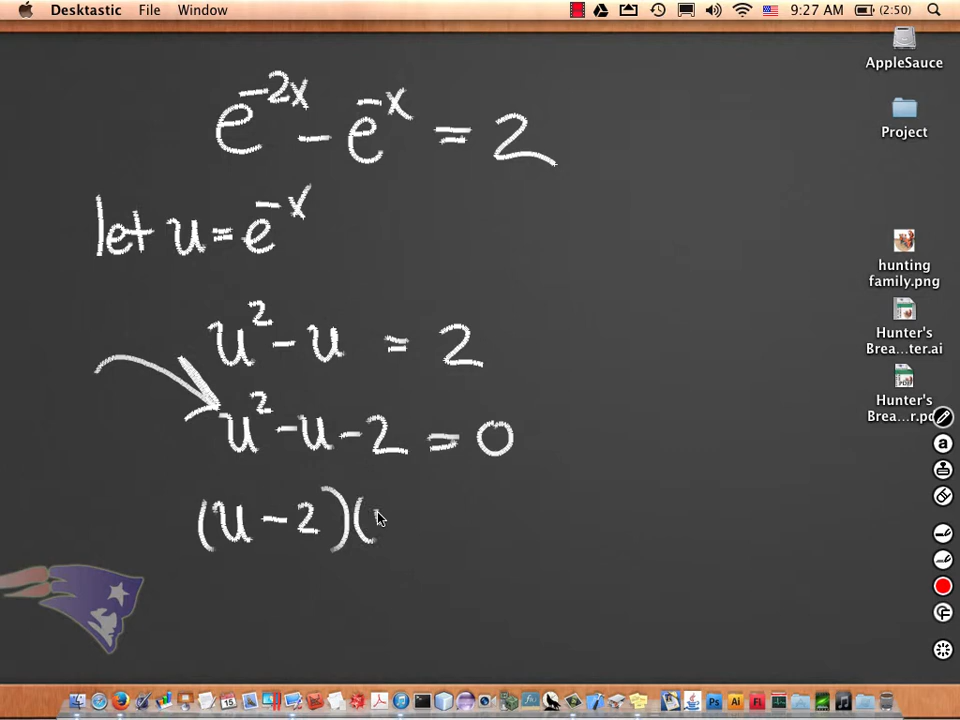 Desktastic File Window 9:27 AM (2:50)
AppleSauce
Project
hunting
family.png
Hunter's
Brea...ter.ai
Hunter's
Brea...r.pd
a
e^-2x - e^-x = 2
let u = e^-x
u^2 - u = 2
u^2 - u - 2 = 0
(u - 2)(